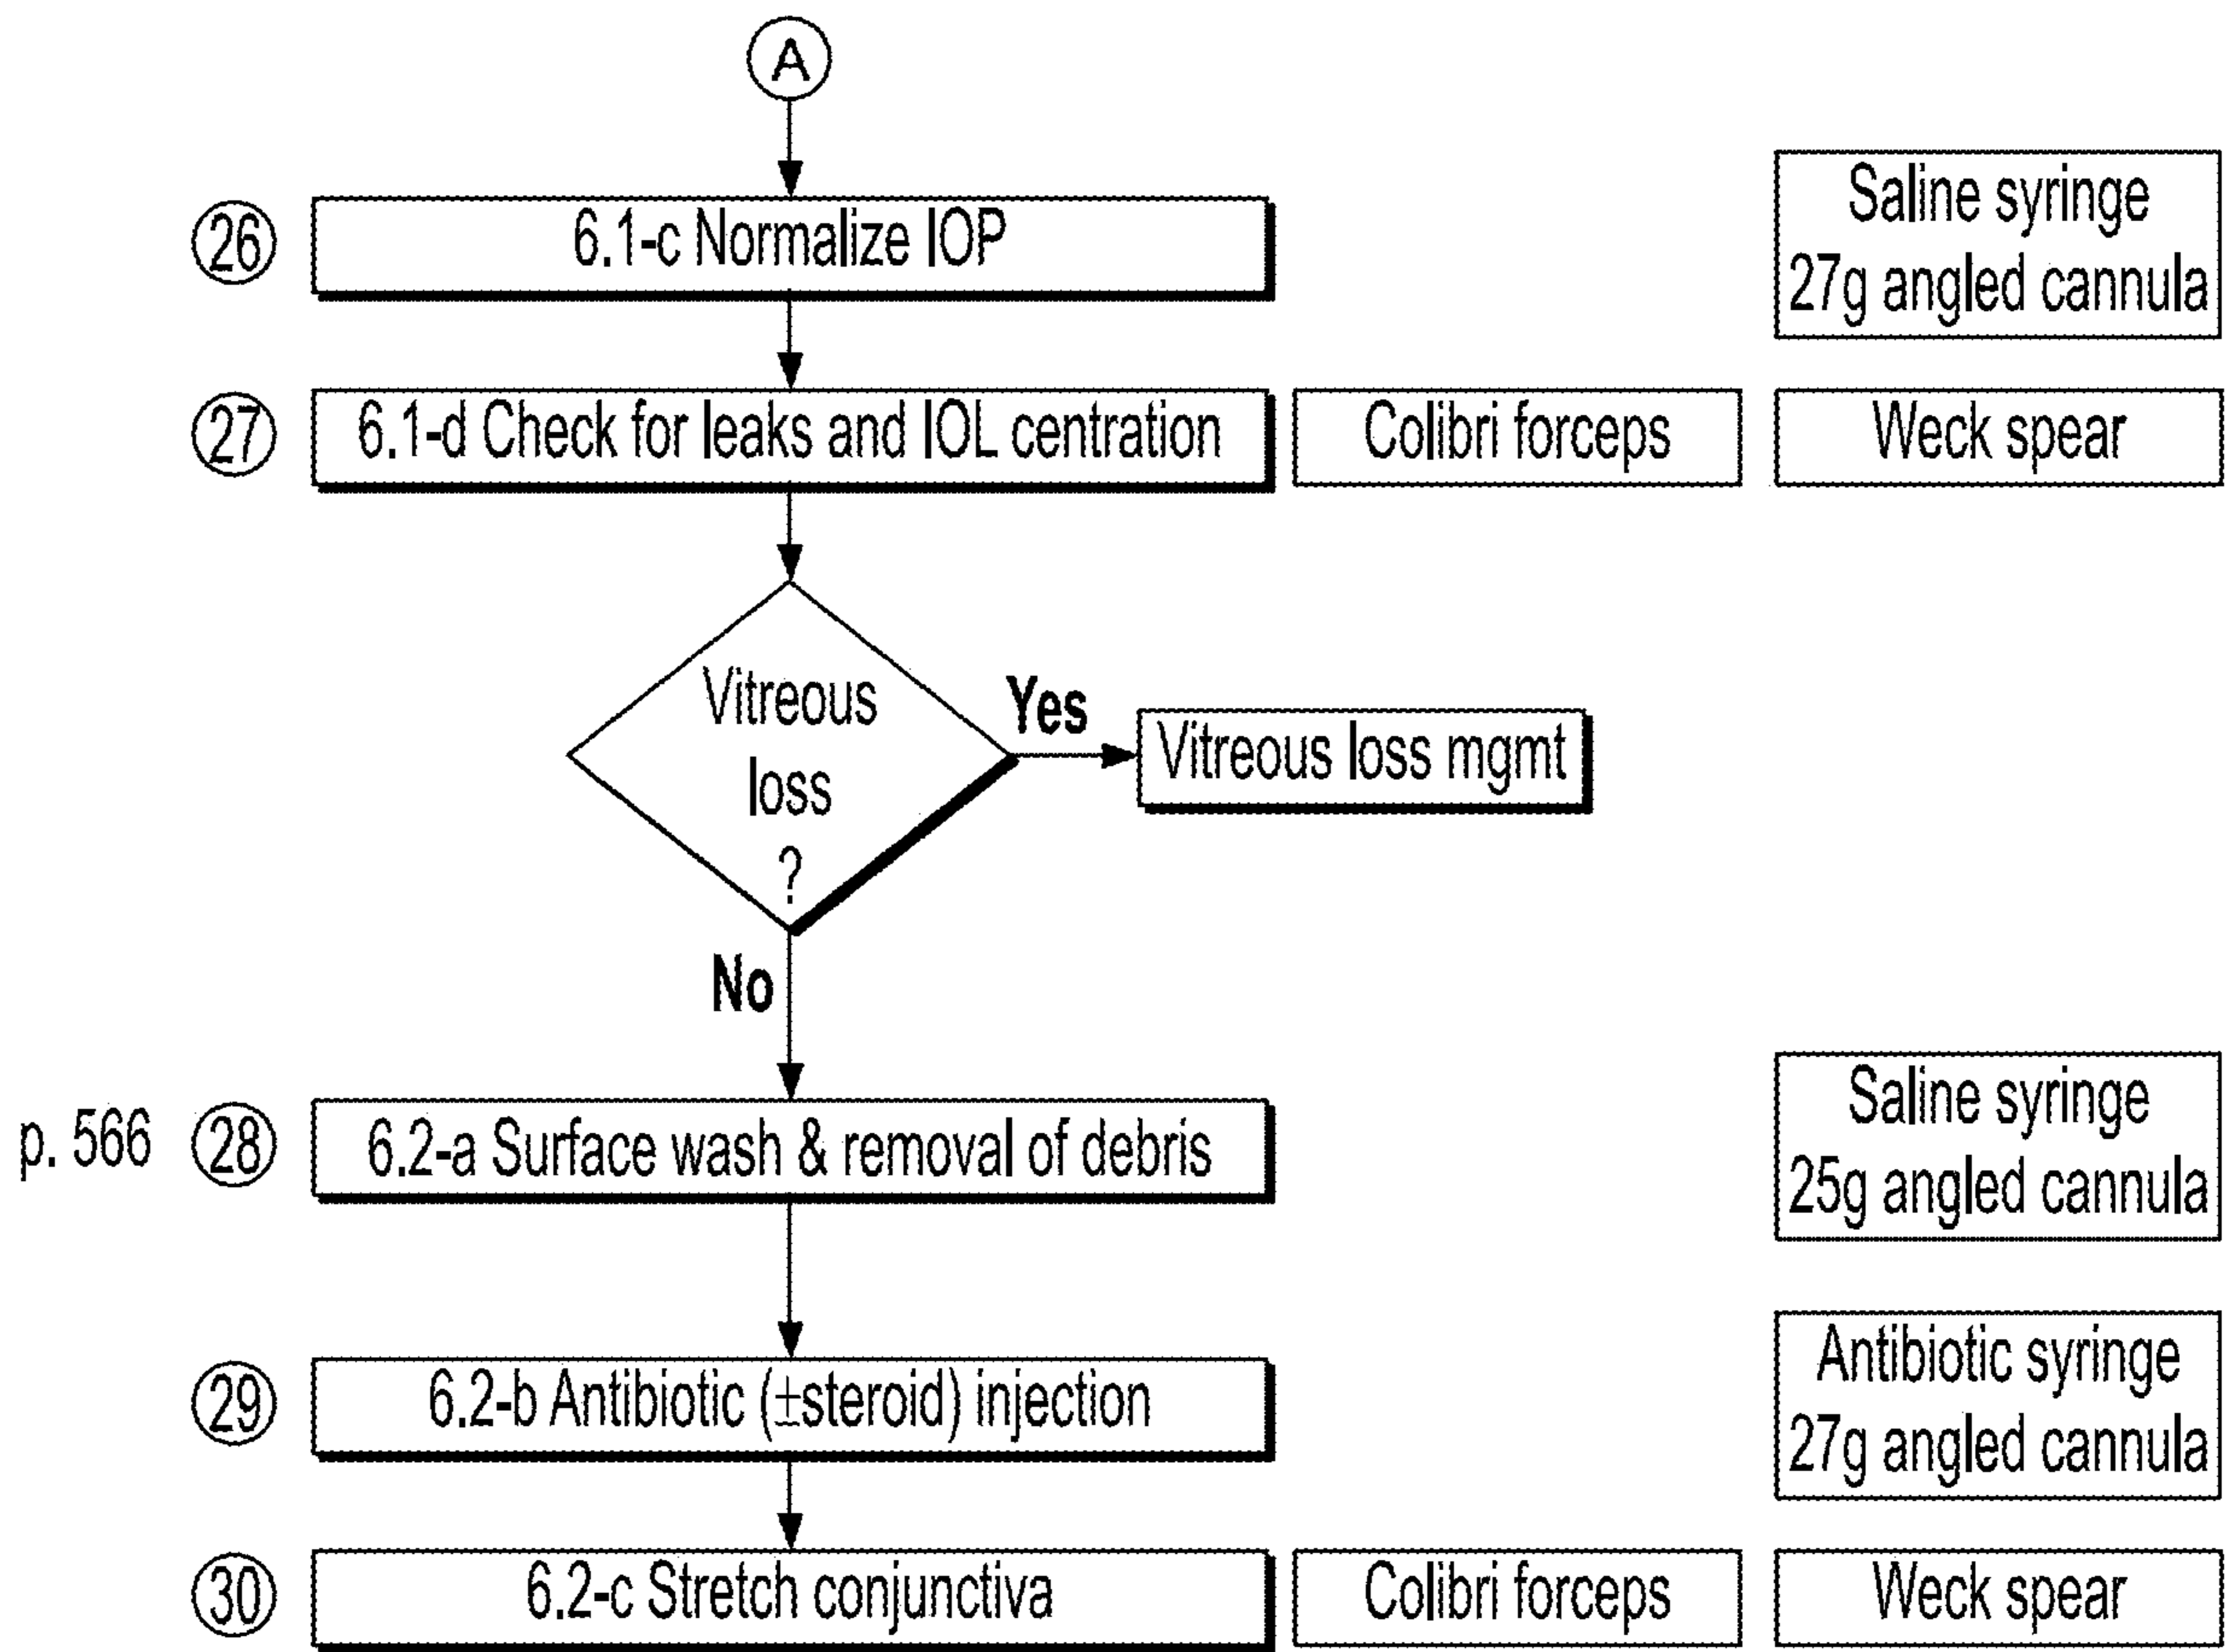 A
26
6.1-c Normalize IOP
Saline syringe
27g angled cannula
27
6.1-d Check for leaks and IOL centration
Colibri forceps
Weck spear
Vitreous
loss
?
Yes
Vitreous loss mgmt
No
p. 566
28
6.2-a Surface wash & removal of debris
Saline syringe
25g angled cannula
29
6.2-b Antibiotic (±steroid) injection
Antibiotic syringe
27g angled cannula
30
6.2-c Stretch conjunctiva
Colibri forceps
Weck spear